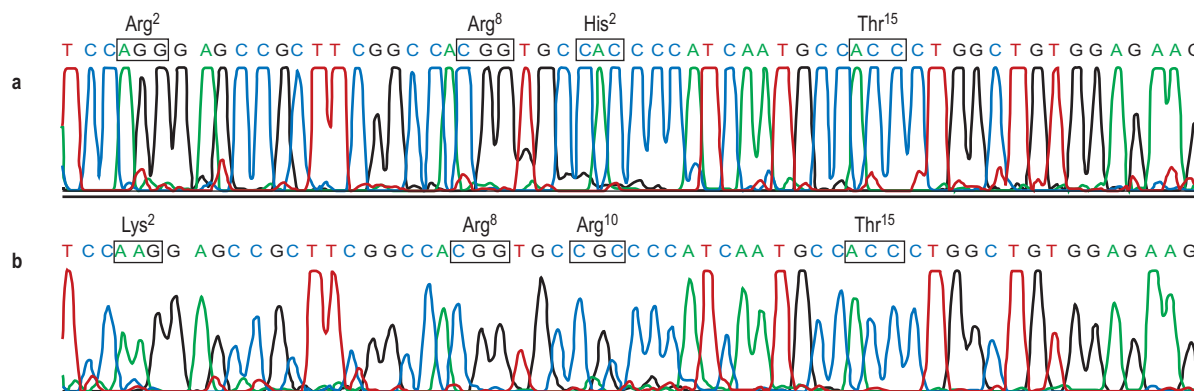 Arg² Arg⁸ His² Thr¹⁵
T C C A G G G A G C C G C T T C G G C C A C G G T G C C A C C C C A T C A A T G C C A C C C T G G C T G T G G A G A A G
a
Lys² Arg⁸ Arg¹⁰ Thr¹⁵
T C C A A G G A G C C G C T T C G G C C A C G G T G C C G C C C C A T C A A T G C C A C C C T G G C T G T G G A G A A G
b